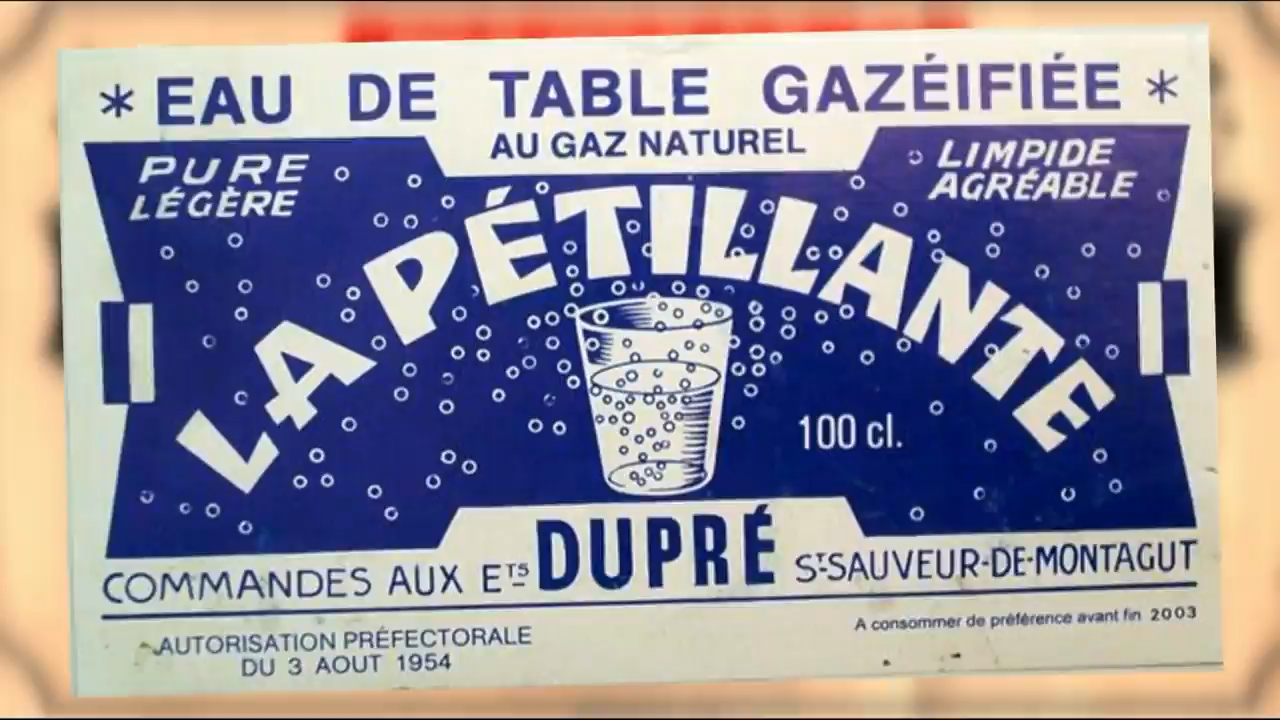 * EAU DE TABLE GAZÉIFIÉE *
AU GAZ NATUREL
PURE
LÉGÈRE
LIMPIDE
AGRÉABLE
LA PÉTILLANTE
100 cl.
COMMANDES AUX ETS DUPRÉ ST-SAUVEUR-DE-MONTAGUT
AUTORISATION PRÉFECTORALE
DU 3 AOUT 1954
A consommer de préférence avant fin 2003